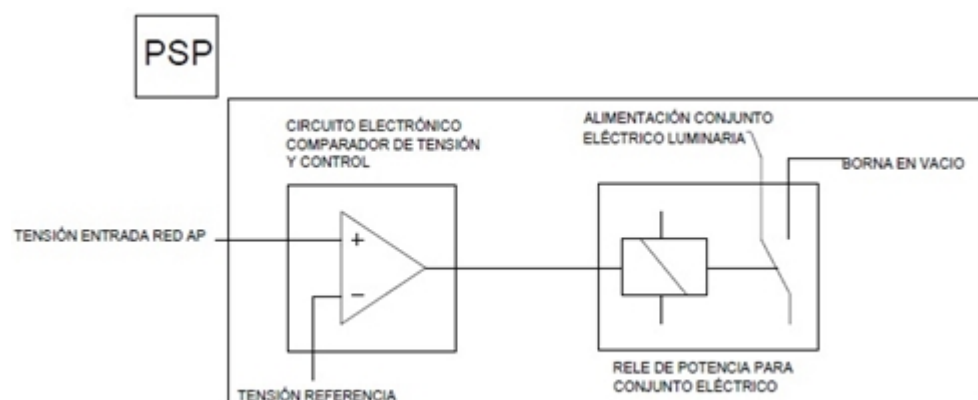 PSP
CIRCUITO ELECTRÓNICO
COMPARADOR DE TENSIÓN
Y CONTROL
ALIMENTACIÓN CONJUNTO
ELÉCTRICO LUMINARIA
BORNA EN VACIO
TENSIÓN ENTRADA RED AP
+
−
TENSIÓN REFERENCIA
RELE DE POTENCIA PARA
CONJUNTO ELÉCTRICO